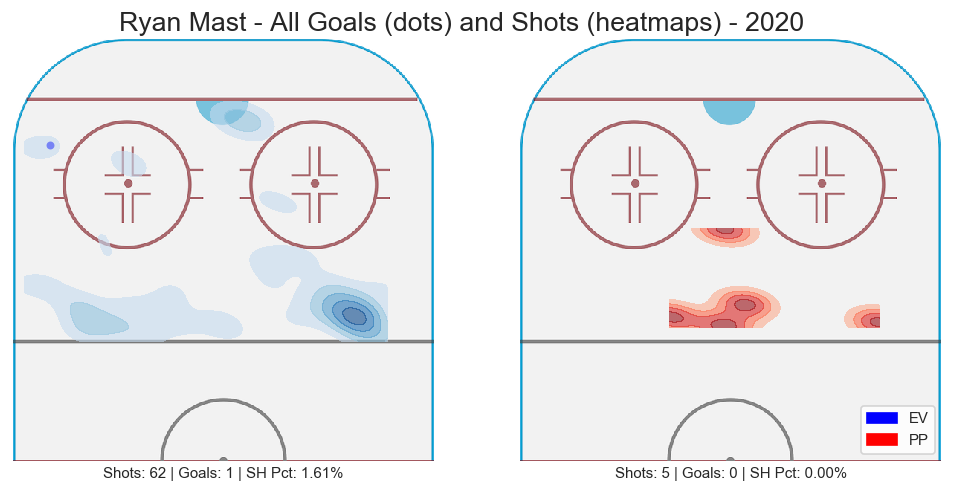 Ryan Mast - All Goals (dots) and Shots (heatmaps) - 2020
EV
PP
Shots: 62 | Goals: 1 | SH Pct: 1.61%
Shots: 5 | Goals: 0 | SH Pct: 0.00%